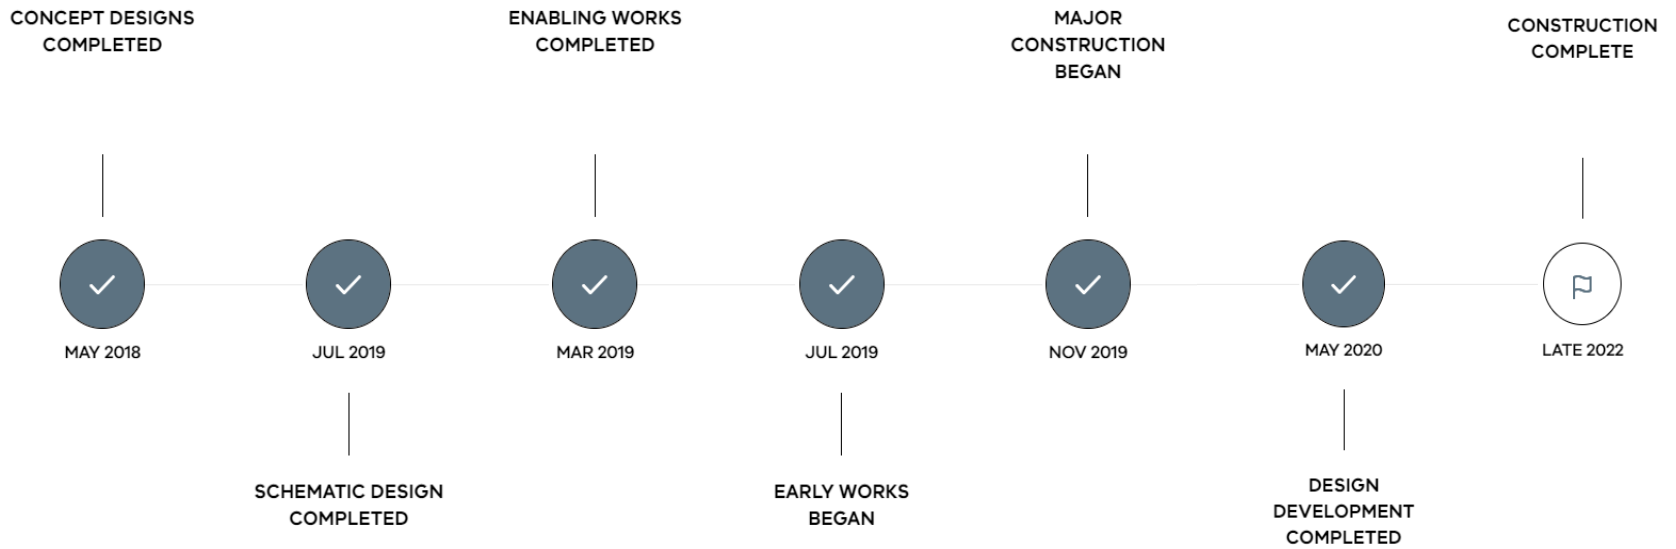 CONCEPT DESIGNS
COMPLETED
MAY 2018
JUL 2019
SCHEMATIC DESIGN
COMPLETED
ENABLING WORKS
COMPLETED
MAR 2019
JUL 2019
EARLY WORKS
BEGAN
MAJOR
CONSTRUCTION
BEGAN
NOV 2019
MAY 2020
DESIGN
DEVELOPMENT
COMPLETED
CONSTRUCTION
COMPLETE
LATE 2022